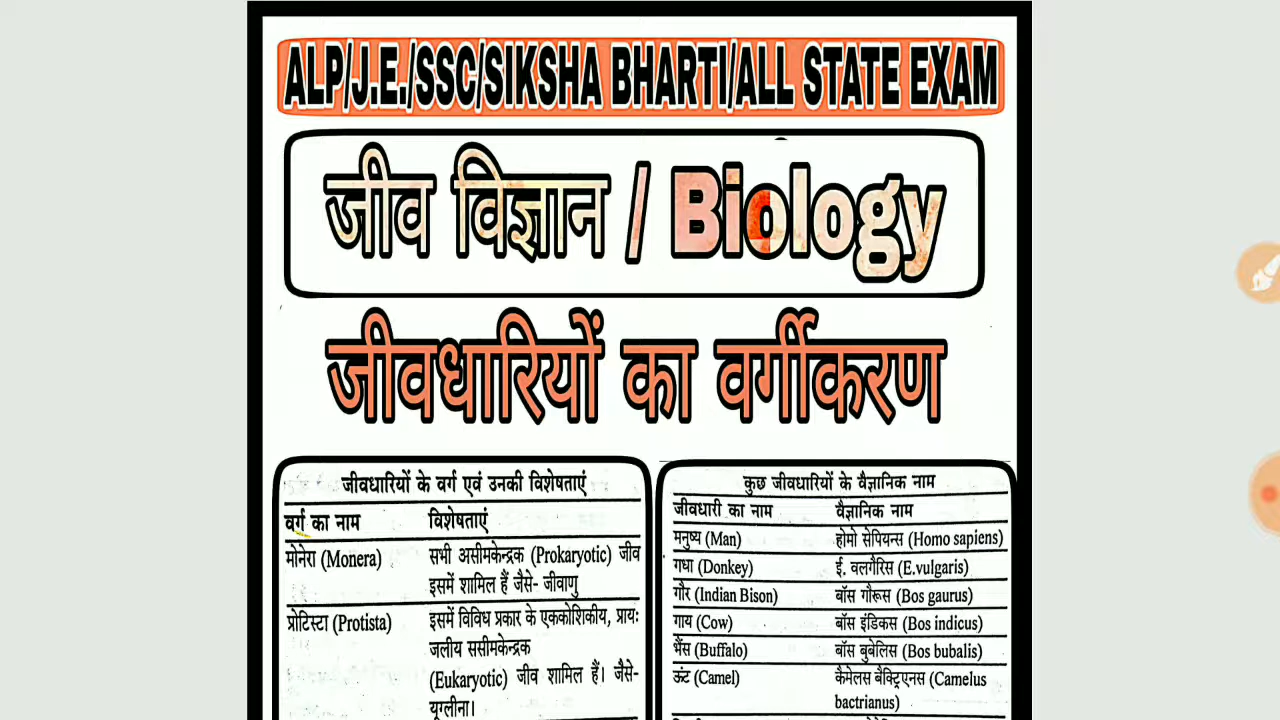 ALP/J.E./SSC/SIKSHA BHARTI/ALL STATE EXAM
जीव विज्ञान / Biology
जीवधारियों का वर्गीकरण
जीवधारियों के वर्ग एवं उनकी विशेषताएं
वर्ग का नाम विशेषताएं
मोनेरा (Monera) सभी असीमकेन्द्रक (Prokaryotic) जीव
इसमें शामिल हैं जैसे- जीवाणु
प्रोटिस्टा (Protista) इसमें विविध प्रकार के एककोशिकीय, प्रायः
जलीय ससीमकेन्द्रक
(Eukaryotic) जीव शामिल हैं। जैसे-
यूग्लीना।
कुछ जीवधारियों के वैज्ञानिक नाम
जीवधारी का नाम वैज्ञानिक नाम
मनुष्य (Man) होमो सेपियन्स (Homo sapiens)
गधा (Donkey) ई. वलगैरिस (E.vulgaris)
गौर (Indian Bison) बॉस गौरूस (Bos gaurus)
गाय (Cow) बॉस इंडिकस (Bos indicus)
भैंस (Buffalo) बॉस बुबेलिस (Bos bubalis)
ऊंट (Camel) कैमेलस बैक्ट्रिएनस (Camelus
bactrianus)